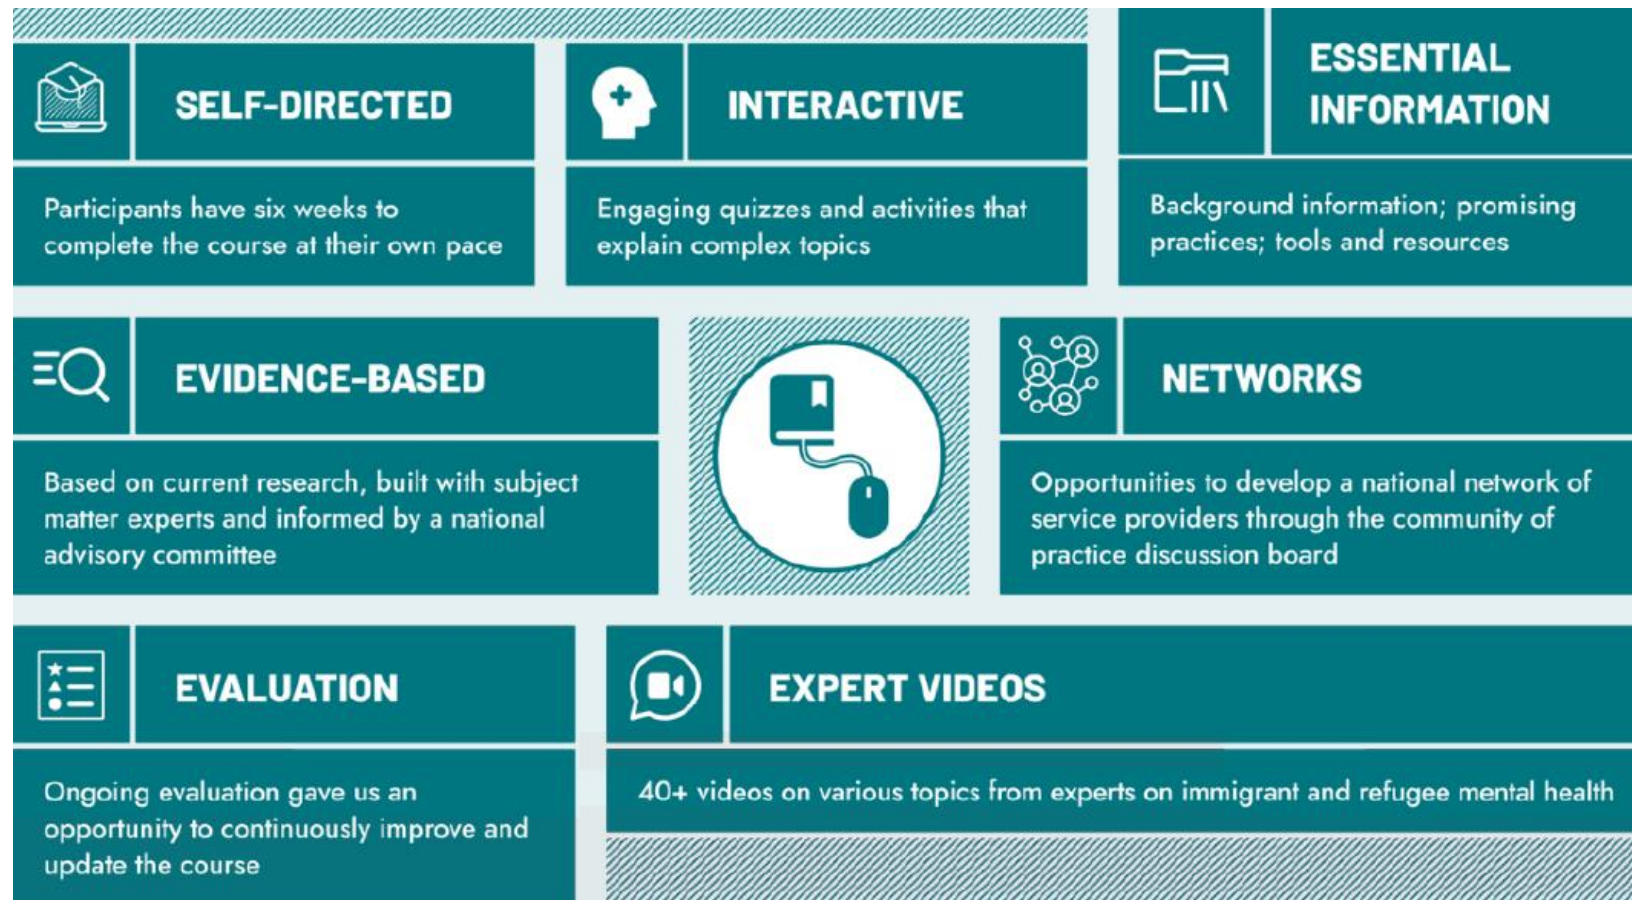 SELF-DIRECTED
Participants have six weeks to
complete the course at their own pace
INTERACTIVE
Engaging quizzes and activities that
explain complex topics
ESSENTIAL
INFORMATION
Background information; promising
practices; tools and resources
EVIDENCE-BASED
Based on current research, built with subject
matter experts and informed by a national
advisory committee
NETWORKS
Opportunities to develop a national network of
service providers through the community of
practice discussion board
EVALUATION
Ongoing evaluation gave us an
opportunity to continuously improve and
update the course
EXPERT VIDEOS
40+ videos on various topics from experts on immigrant and refugee mental health